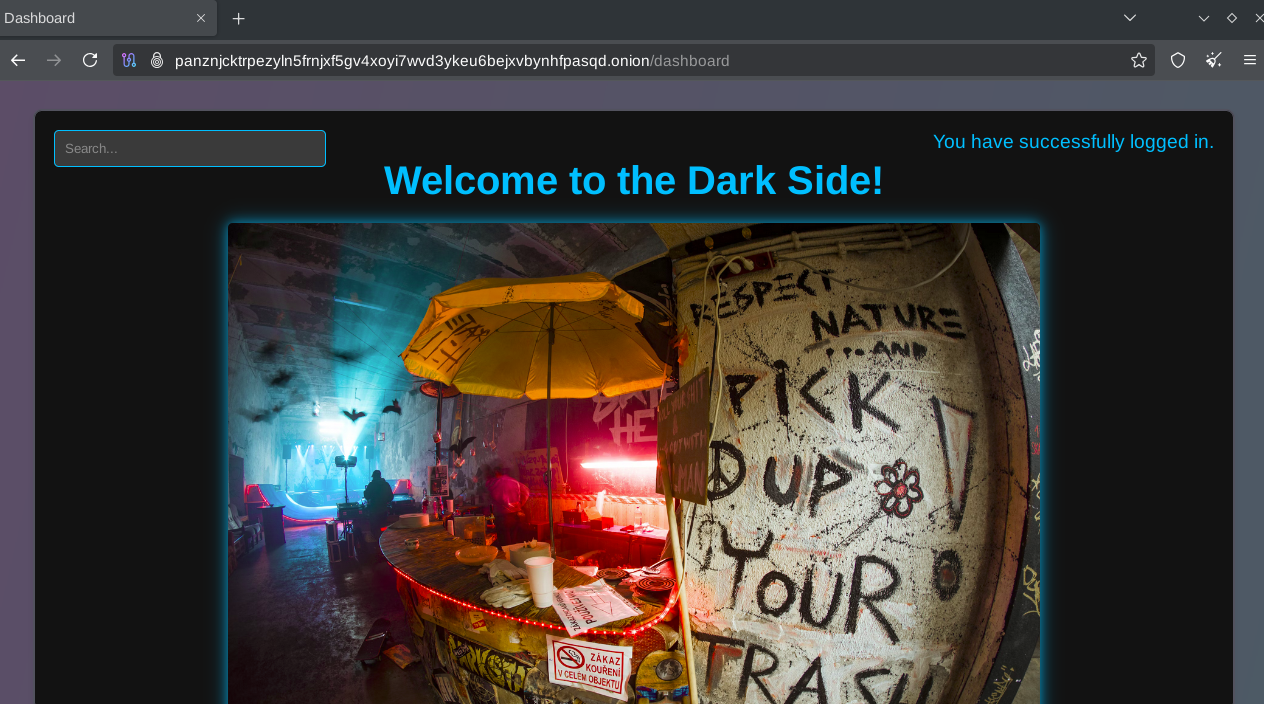 Dashboard
panznjcktrpezyln5frnjxf5gv4xoyi7wvd3ykeu6bejxvbynhfpasqd.onion/dashboard
Search...
You have successfully logged in.
Welcome to the Dark Side!
RESPECT
NATURE
...AND
PICK
UP
YOUR
TRASH
ZÁKAZ
KOUŘENÍ
V CELÉM OBJEKTU